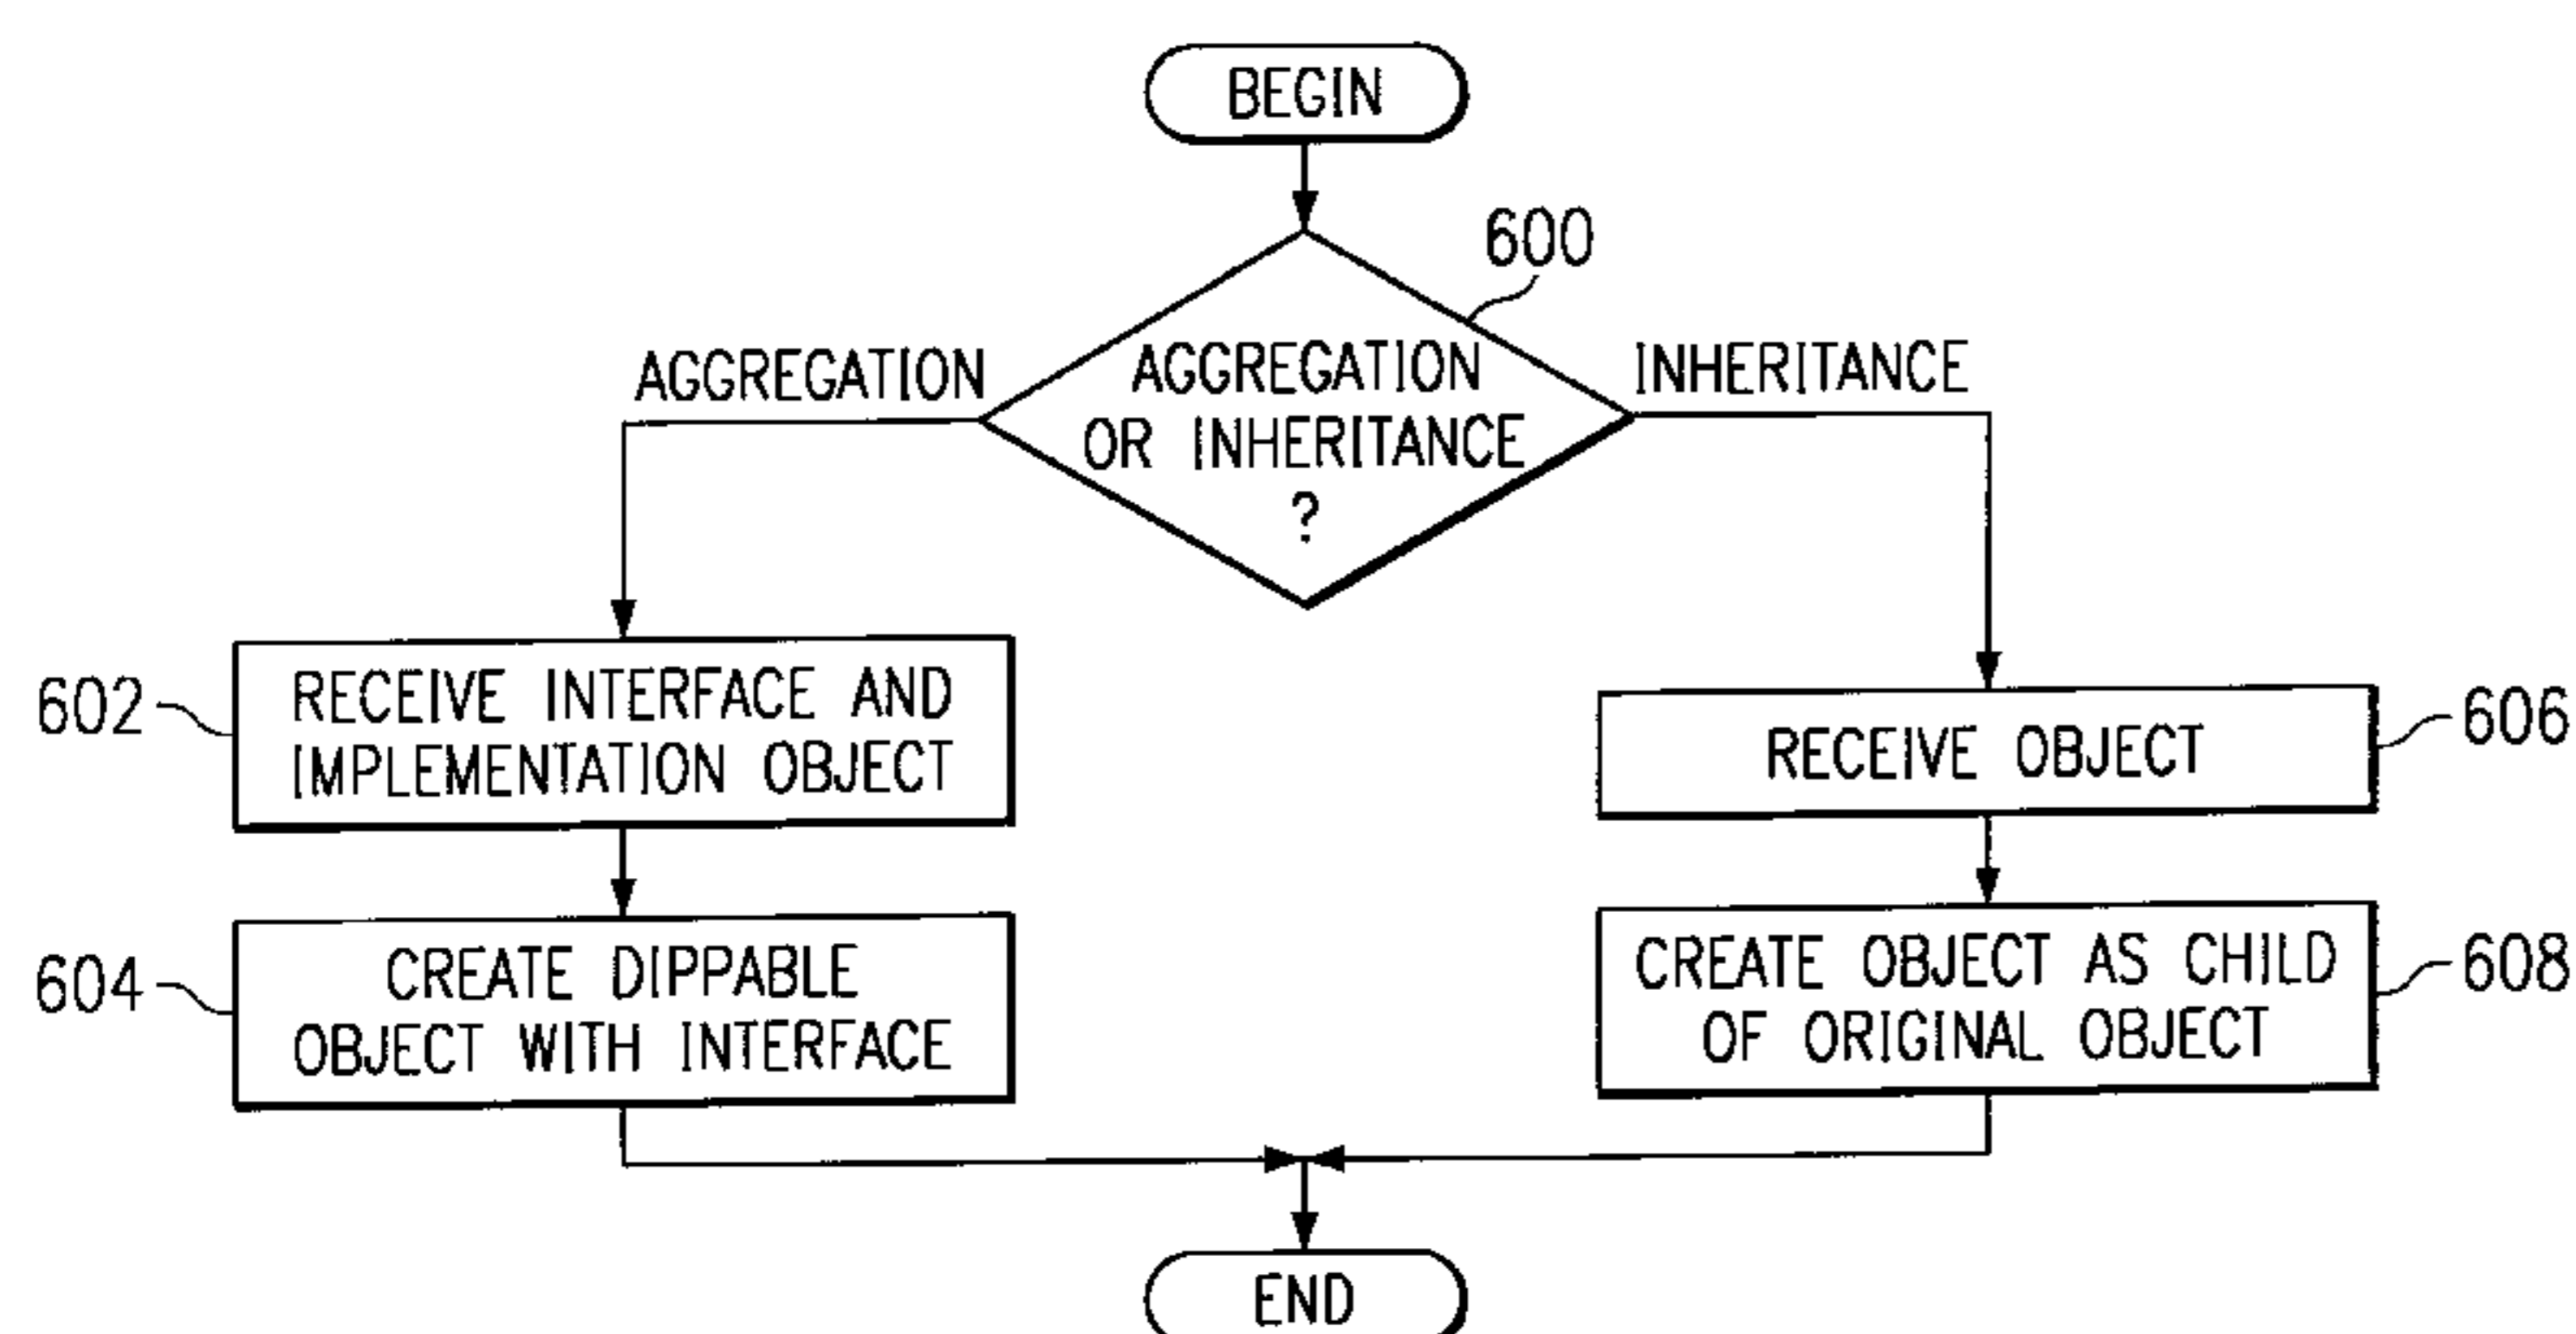 BEGIN
600
AGGREGATION
AGGREGATION
OR INHERITANCE
?
INHERITANCE
602
RECEIVE INTERFACE AND
IMPLEMENTATION OBJECT
604
CREATE DIPPABLE
OBJECT WITH INTERFACE
RECEIVE OBJECT
606
CREATE OBJECT AS CHILD
OF ORIGINAL OBJECT
608
END